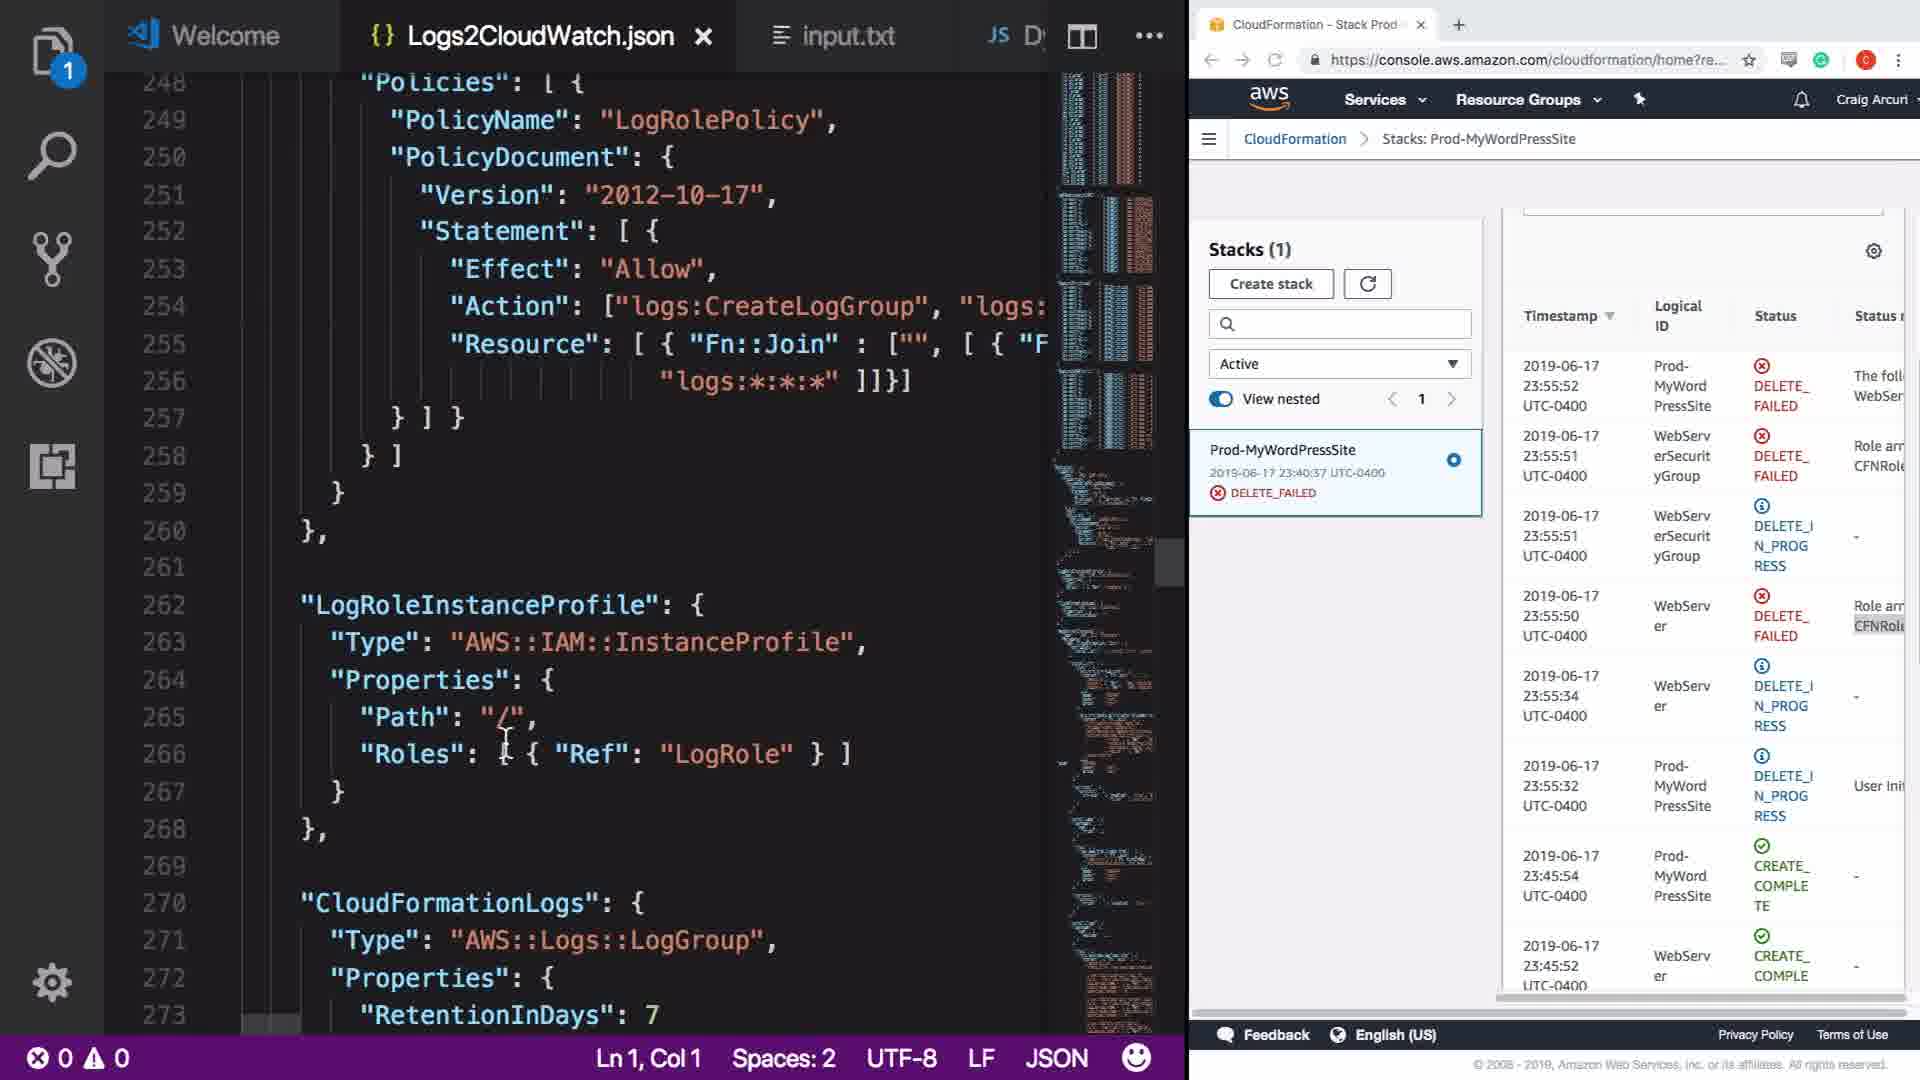 Welcome
{} Logs2CloudWatch.json ×
input.txt
JS
1
248 "Policies": [ {
249 "PolicyName": "LogRolePolicy",
250 "PolicyDocument": {
251 "Version": "2012-10-17",
252 "Statement": [ {
253 "Effect": "Allow",
254 "Action": ["logs:CreateLogGroup", "logs:
255 "Resource": [ { "Fn::Join" : ["", [ { "F
256 "logs:*:*:*" ]]}]
257 } ] }
258 } ]
259 }
260 },
261
262 "LogRoleInstanceProfile": {
263 "Type": "AWS::IAM::InstanceProfile",
264 "Properties": {
265 "Path": "/",
266 "Roles": [ { "Ref": "LogRole" } ]
267 }
268 },
269
270 "CloudFormationLogs": {
271 "Type": "AWS::Logs::LogGroup",
272 "Properties": {
273 "RetentionInDays": 7
0 0
Ln 1, Col 1 Spaces: 2 UTF-8 LF JSON
CloudFormation - Stack Prod
https://console.aws.amazon.com/cloudformation/home?re...
C
aws Services Resource Groups Craig Arcuri
CloudFormation > Stacks: Prod-MyWordPressSite
Stacks (1)
Create stack
Active
View nested
< 1 >
Prod-MyWordPressSite
2019-06-17 23:40:37 UTC-0400
DELETE_FAILED
Timestamp Logical ID Status Status
2019-06-17 23:55:52 UTC-0400 Prod-MyWordPressSite DELETE_FAILED The foll WebSer
2019-06-17 23:55:51 UTC-0400 WebServerSecurityGroup DELETE_FAILED Role arn CFNRole
2019-06-17 23:55:51 UTC-0400 WebServerSecurityGroup DELETE_IN_PROGRESS -
2019-06-17 23:55:50 UTC-0400 WebServer DELETE_FAILED Role arn CFNRole
2019-06-17 23:55:34 UTC-0400 WebServer DELETE_IN_PROGRESS -
2019-06-17 23:55:32 UTC-0400 Prod-MyWordPressSite DELETE_IN_PROGRESS User Ini
2019-06-17 23:45:54 UTC-0400 Prod-MyWordPressSite CREATE_COMPLETE -
2019-06-17 23:45:52 UTC-0400 WebServer CREATE_COMPLE -
Feedback English (US) Privacy Policy Terms of Use
© 2008 - 2019, Amazon Web Services, Inc. or its affiliates. All rights reserved.